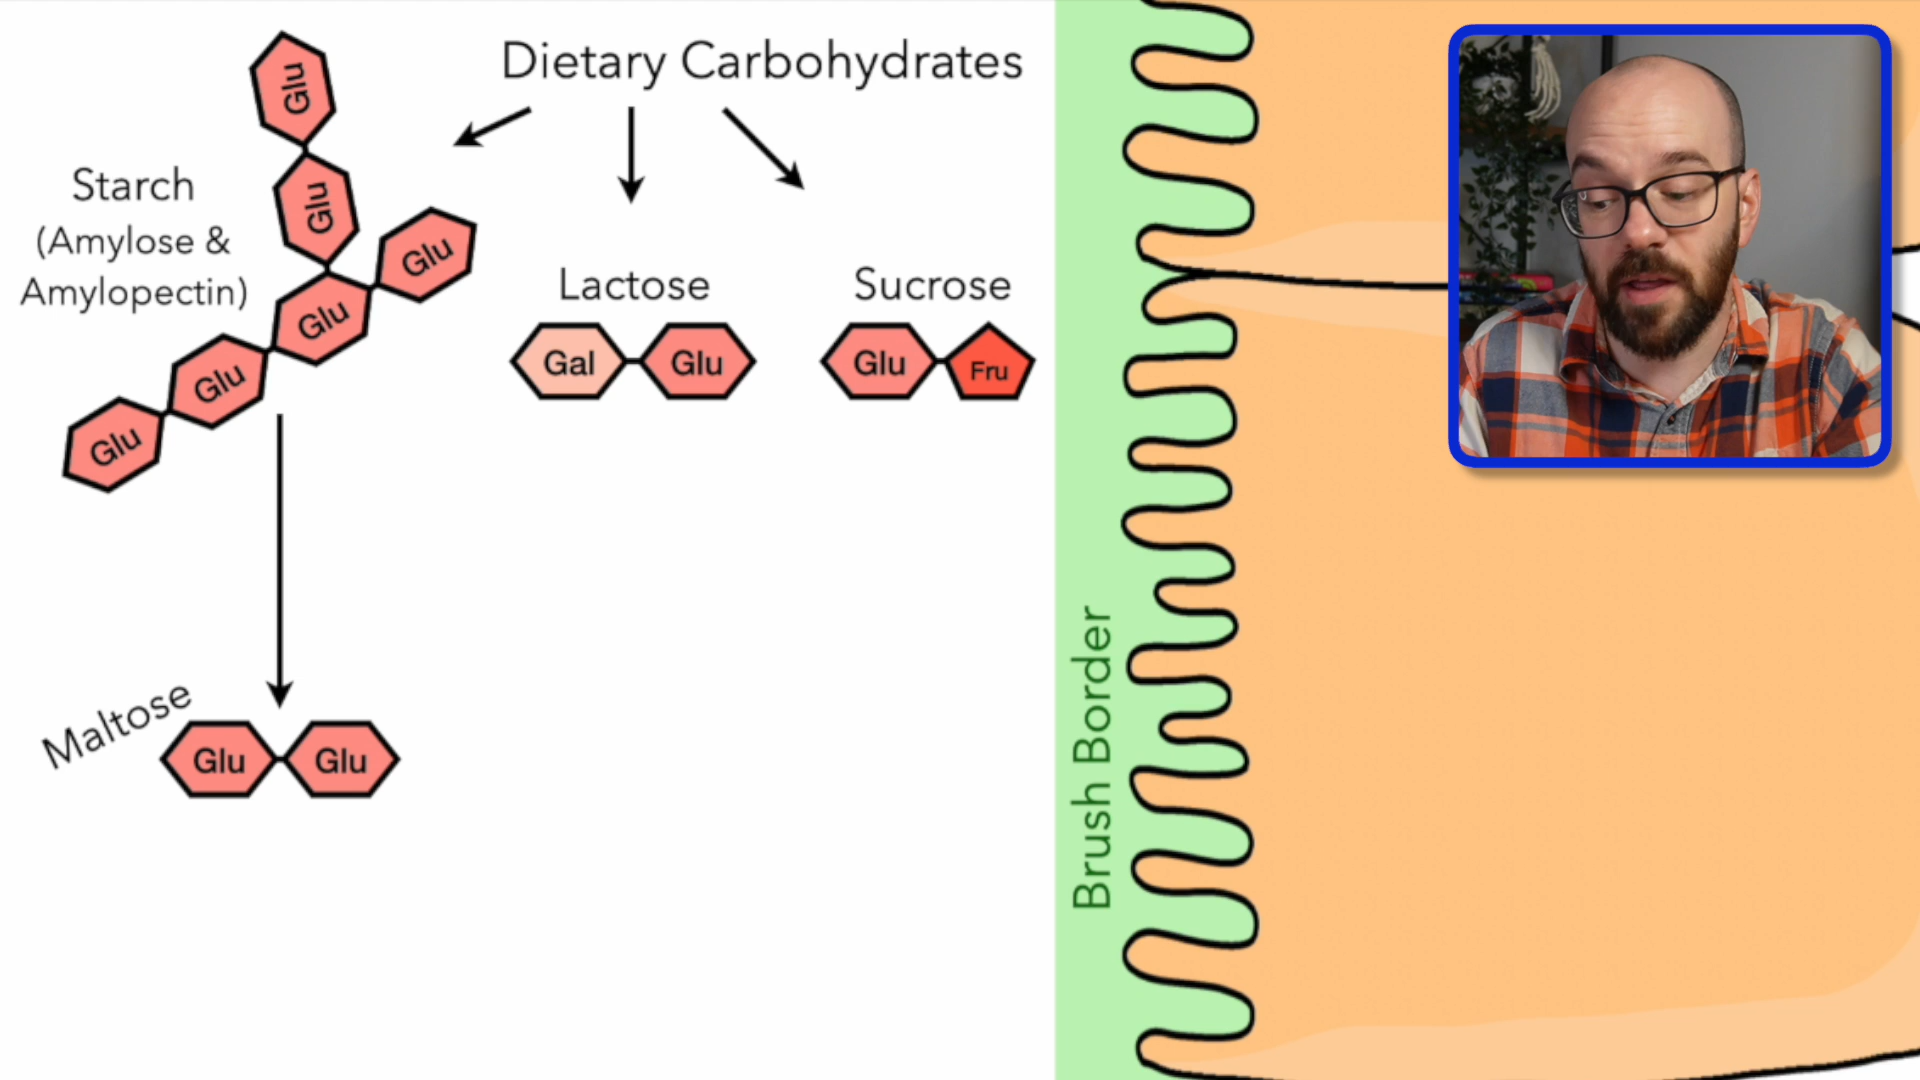 Dietary Carbohydrates
Starch
(Amylose &
Amylopectin)
Glu
Glu
Glu
Glu
Glu
Glu
Lactose
Gal
Glu
Sucrose
Glu
Fru
Maltose
Glu
Glu
Brush Border